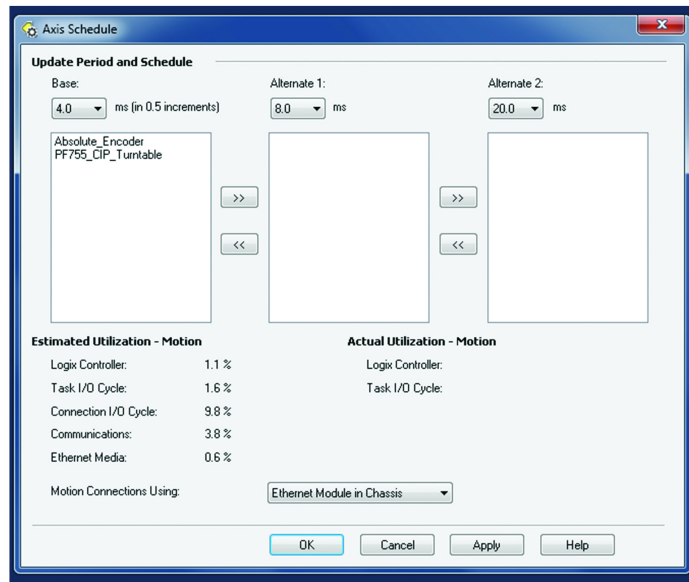 Axis Schedule
Update Period and Schedule
Base:
4.0 ms (in 0.5 increments)
Alternate 1:
8.0 ms
Alternate 2:
20.0 ms
Absolute_Encoder
PF755_CIP_Turntable
>>
<<
>>
<<
Estimated Utilization - Motion
Logix Controller: 1.1 %
Task I/O Cycle: 1.6 %
Connection I/O Cycle: 9.8 %
Communications: 3.8 %
Ethernet Media: 0.6 %
Actual Utilization - Motion
Logix Controller:
Task I/O Cycle:
Motion Connections Using: Ethernet Module in Chassis
OK Cancel Apply Help